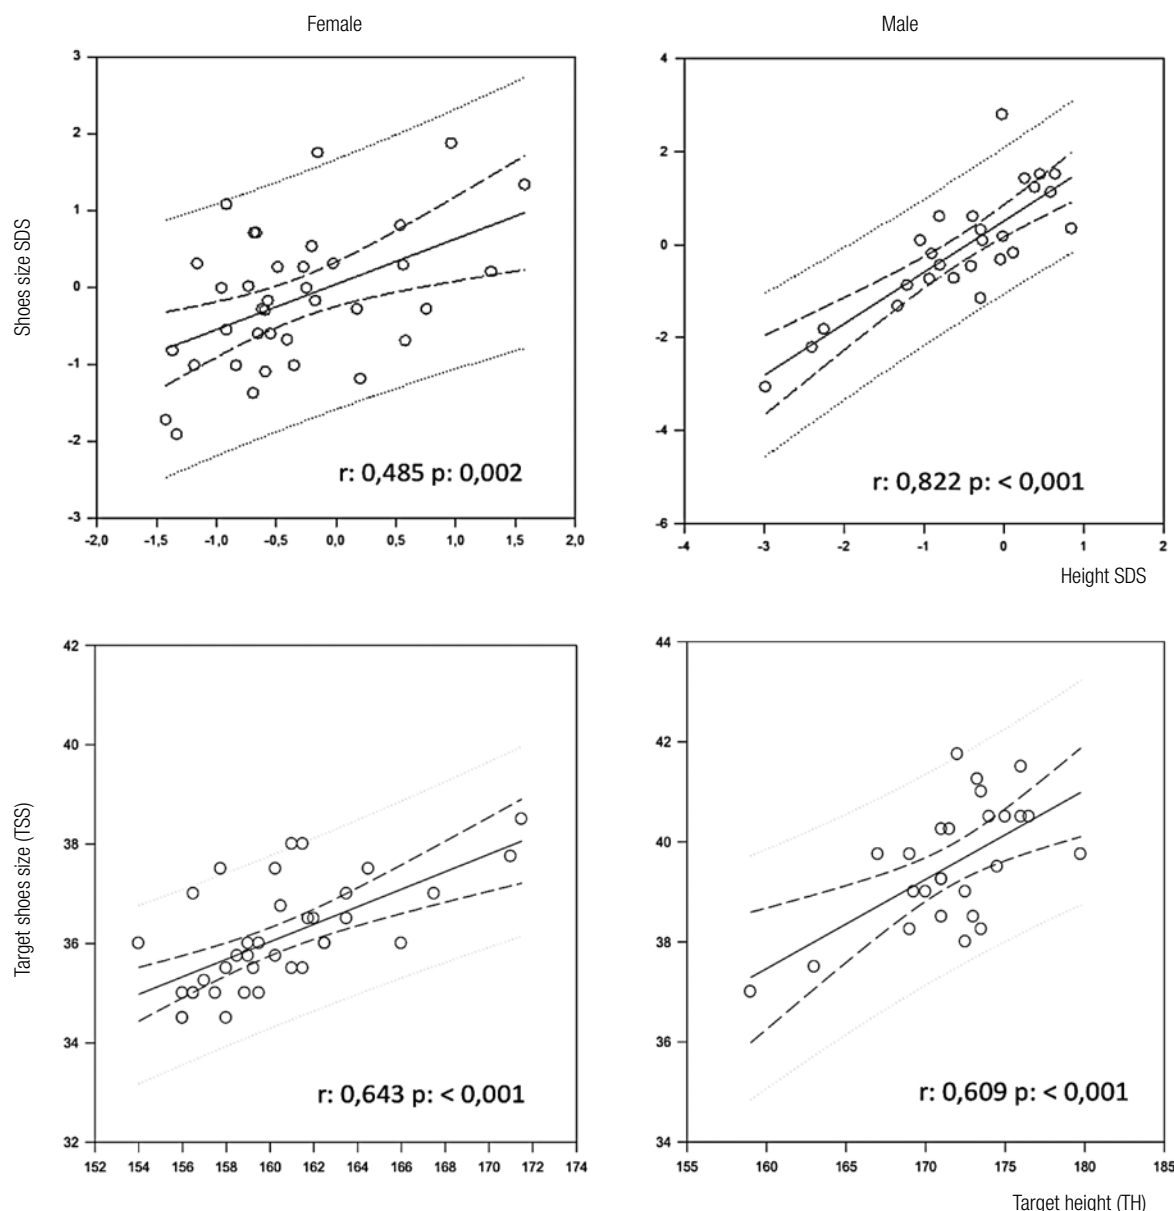 Female
Male
Shoes size SDS
3
2
1
0
-1
-2
-3
-2,0 -1,5 -1,0 -0,5 0,0 0,5 1,0 1,5 2,0
r: 0,485 p: 0,002
4
2
0
-2
-4
-6
-4 -3 -2 -1 0 1 2
r: 0,822 p: < 0,001
Height SDS
Target shoes size (TSS)
42
40
38
36
34
32
152 154 156 158 160 162 164 166 168 170 172 174
r: 0,643 p: < 0,001
44
42
40
38
36
34
155 160 165 170 175 180 185
r: 0,609 p: < 0,001
Target height (TH)